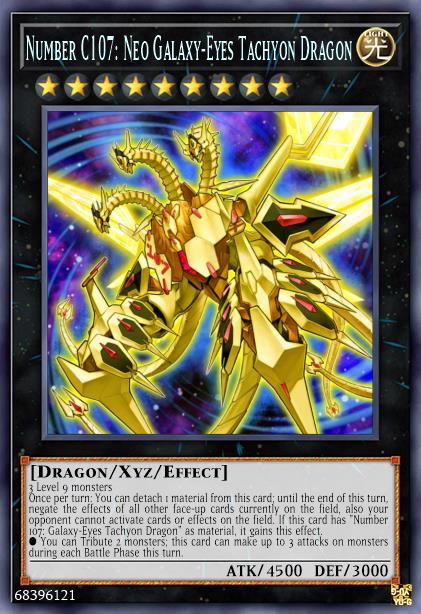 Number C107: Neo Galaxy-Eyes Tachyon Dragon
LIGHT
光
[Dragon/Xyz/Effect]
3 Level 9 monsters
Once per turn: You can detach 1 material from this card; until the end of this turn,
negate the effects of all other face-up cards currently on the field, also your
opponent cannot activate cards or effects on the field. If this card has "Number
107: Galaxy-Eyes Tachyon Dragon" as material, it gains this effect.
● You can Tribute 2 monsters; this card can make up to 3 attacks on monsters
during each Battle Phase this turn.
ATK/4500 DEF/3000
68396121